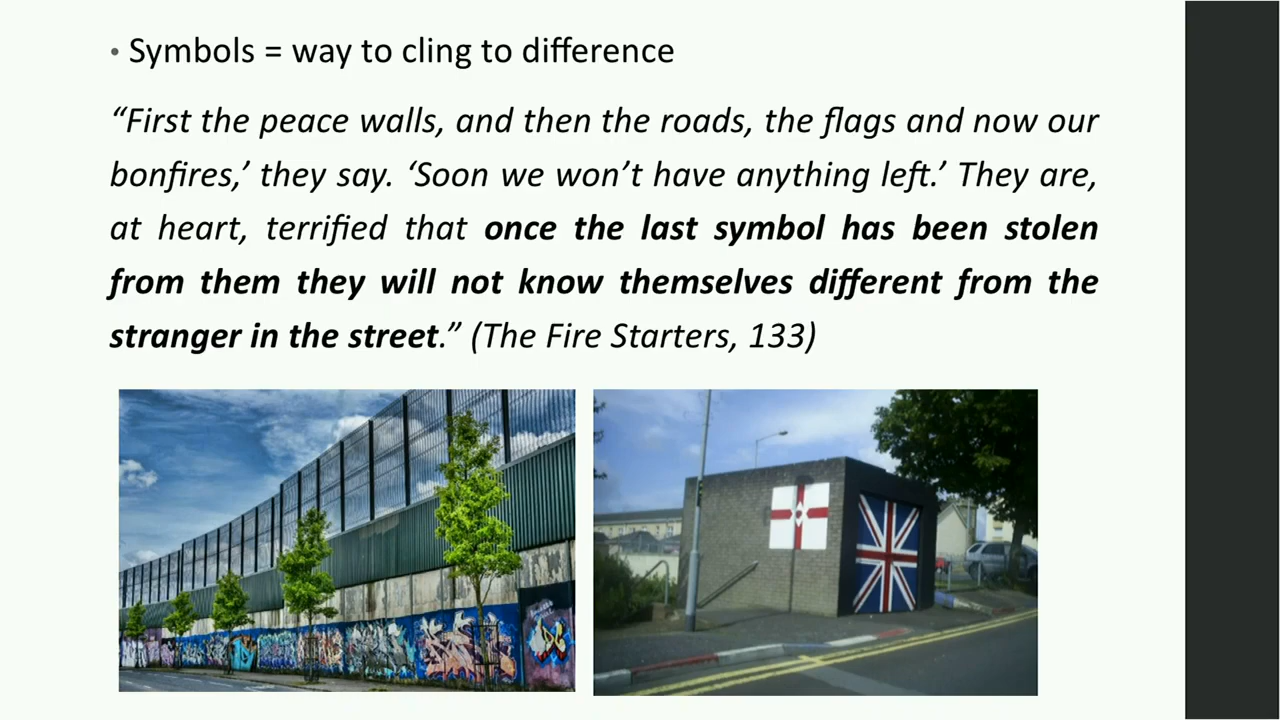 • Symbols = way to cling to difference
“First the peace walls, and then the roads, the flags and now our
bonfires,’ they say. ‘Soon we won’t have anything left.’ They are,
at heart, terrified that once the last symbol has been stolen
from them they will not know themselves different from the
stranger in the street.” (The Fire Starters, 133)